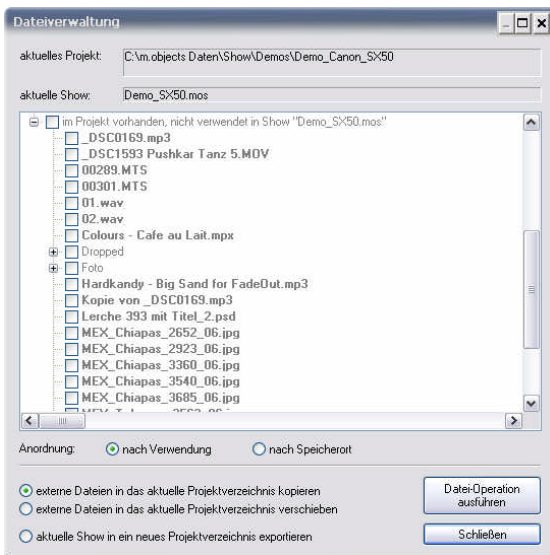 Dateiverwaltung
aktuelles Projekt: C:\m.objects Daten\Show\Demos\Demo_Canon_SX50
aktuelle Show: Demo_SX50.mos
im Projekt vorhanden, nicht verwendet in Show "Demo_SX50.mos"
_DSC0169.mp3
_DSC1593 Pushkar Tanz 5.MOV
00289.MTS
00301.MTS
01.wav
02.wav
Colours - Cafe au Lait.mpx
Dropped
Foto
Hardkandy - Big Sand for FadeOut.mp3
Kopie von _DSC0169.mp3
Lerche 393 mit Titel_2.psd
MEX_Chiapas_2652_06.jpg
MEX_Chiapas_2923_06.jpg
MEX_Chiapas_3360_06.jpg
MEX_Chiapas_3540_06.jpg
MEX_Chiapas_3685_06.jpg
Anordnung: nach Verwendung nach Speicherort
externe Dateien in das aktuelle Projektverzeichnis kopieren
externe Dateien in das aktuelle Projektverzeichnis verschieben
aktuelle Show in ein neues Projektverzeichnis exportieren
Datei-Operation
ausführen
Schließen